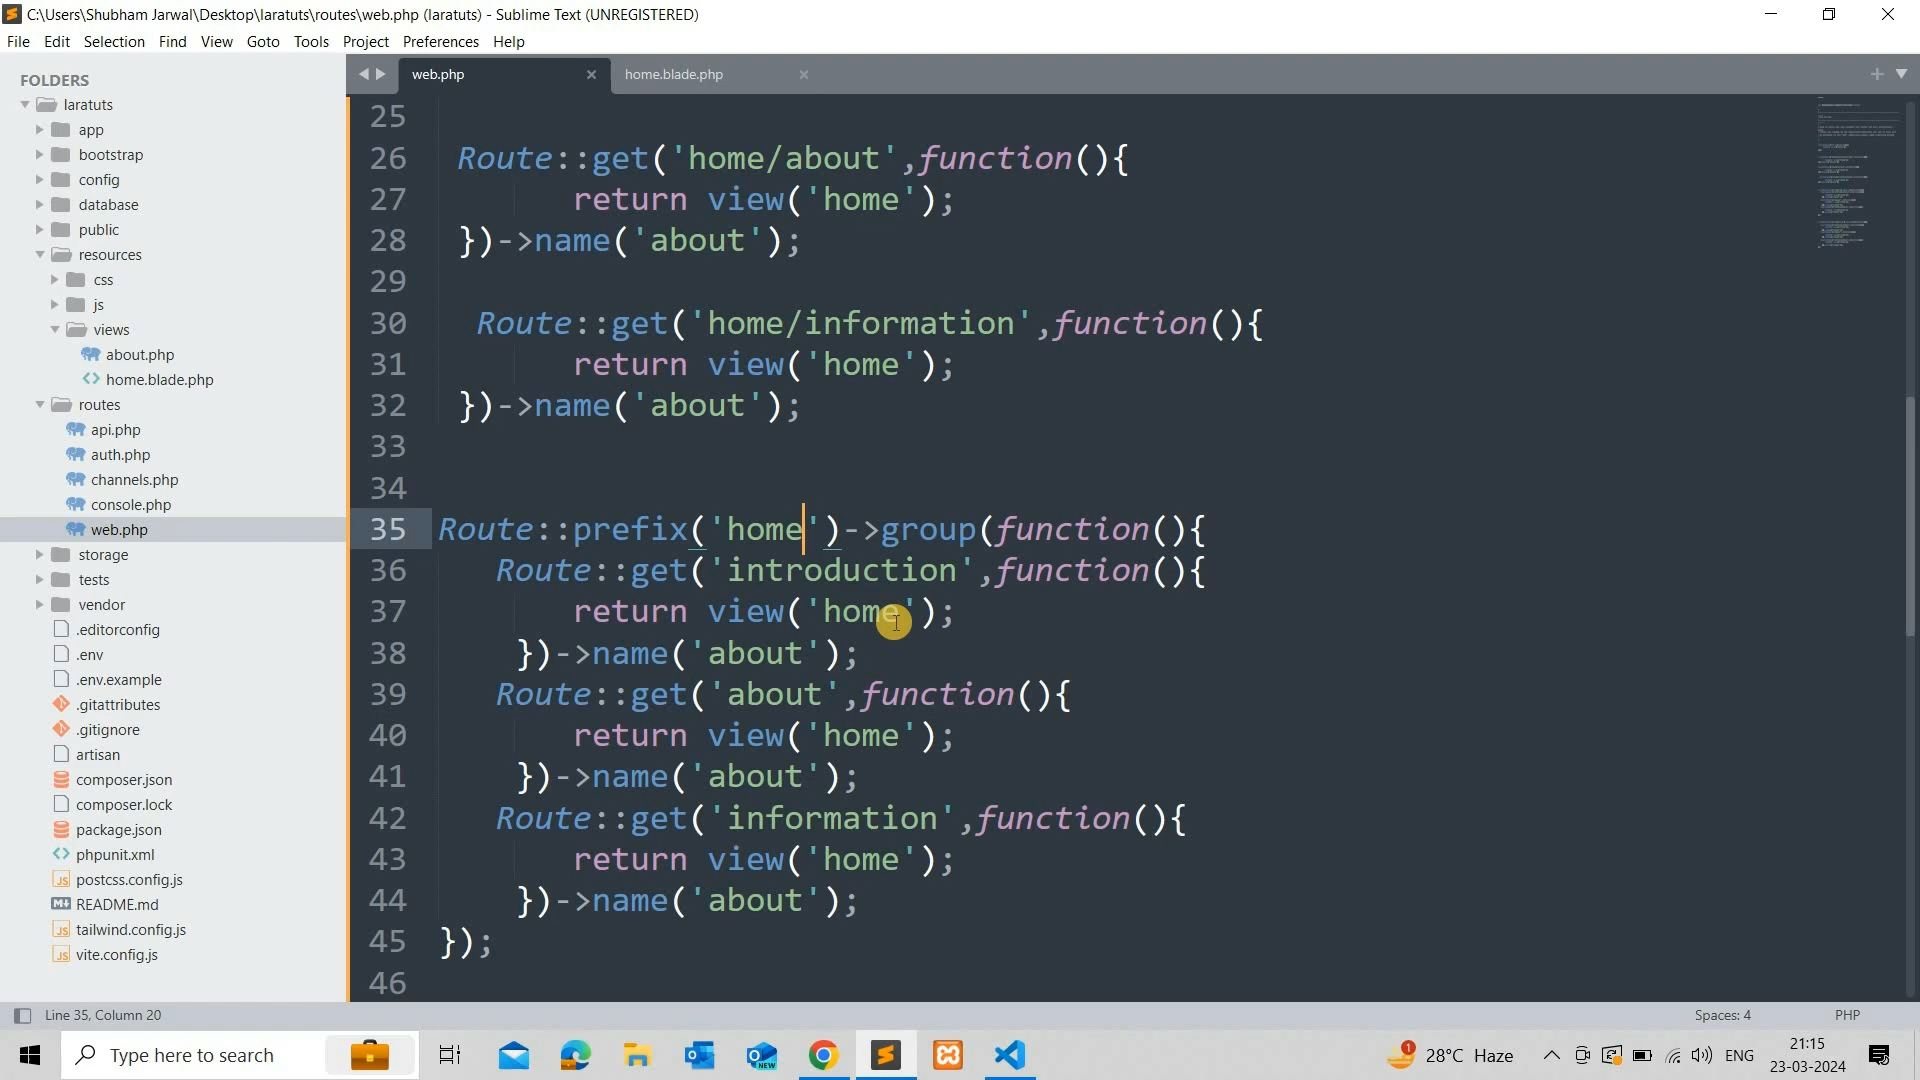 C:\Users\Shubham Jarwal\Desktop\laratuts\routes\web.php (laratuts) - Sublime Text (UNREGISTERED)
File Edit Selection Find View Goto Tools Project Preferences Help
FOLDERS
laratuts
app
bootstrap
config
database
public
resources
css
js
views
about.php
home.blade.php
routes
api.php
auth.php
channels.php
console.php
web.php
storage
tests
vendor
.editorconfig
.env
.env.example
.gitattributes
.gitignore
artisan
composer.json
composer.lock
package.json
phpunit.xml
postcss.config.js
README.md
tailwind.config.js
vite.config.js
web.php home.blade.php
25
26 Route::get('home/about',function(){
27 return view('home');
28 })->name('about');
29
30 Route::get('home/information',function(){
31 return view('home');
32 })->name('about');
33
34
35 Route::prefix('home')->group(function(){
36 Route::get('introduction',function(){
37 return view('home');
38 })->name('about');
39 Route::get('about',function(){
40 return view('home');
41 })->name('about');
42 Route::get('information',function(){
43 return view('home');
44 })->name('about');
45 });
46
Line 35, Column 20 Spaces: 4 PHP
Type here to search
NEW
1
28°C Haze
ENG
21:15
23-03-2024